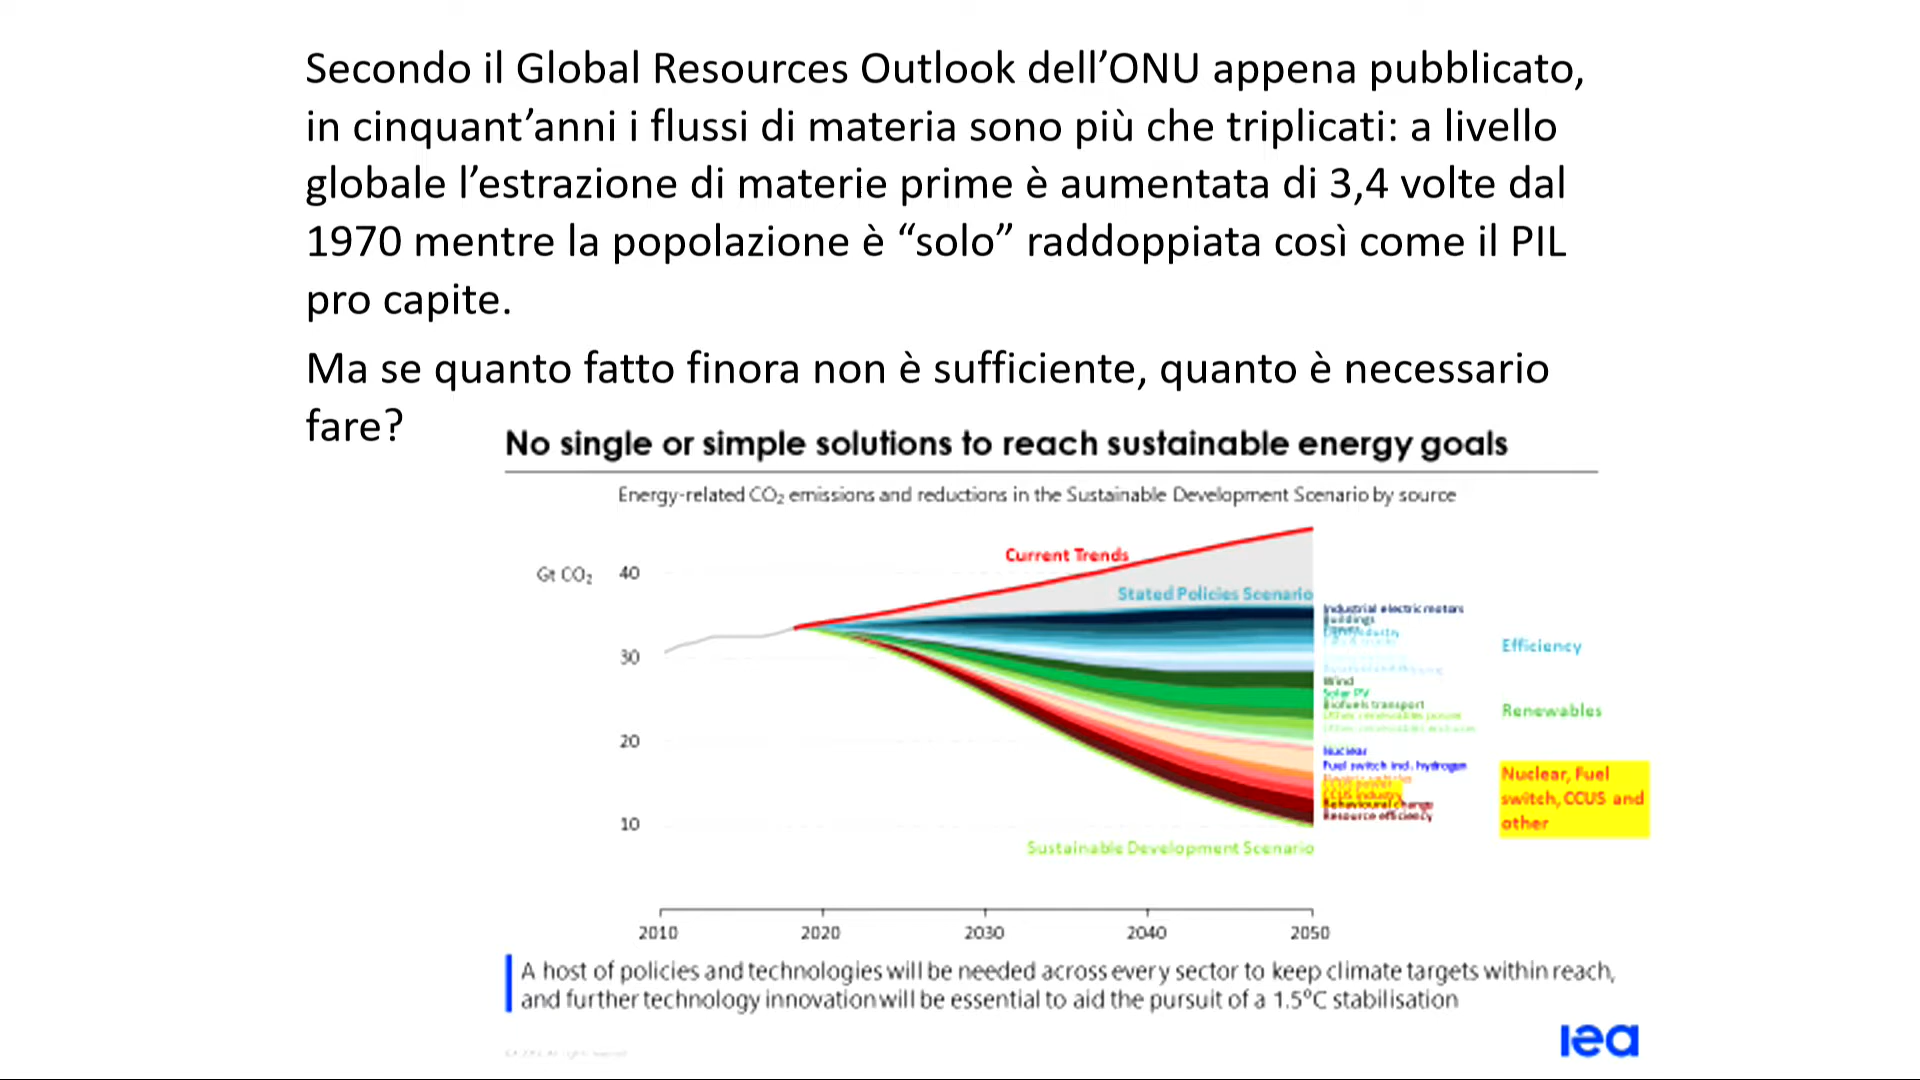 Secondo il Global Resources Outlook dell’ONU appena pubblicato,
in cinquant’anni i flussi di materia sono più che triplicati: a livello
globale l’estrazione di materie prime è aumentata di 3,4 volte dal
1970 mentre la popolazione è “solo” raddoppiata così come il PIL
pro capite.
Ma se quanto fatto finora non è sufficiente, quanto è necessario
fare?
No single or simple solutions to reach sustainable energy goals
Energy-related CO₂ emissions and reductions in the Sustainable Development Scenario by source
Current Trends
Gt CO₂
40
Stated Policies Scenario
Industrial electric motors
Buildings
Efficiency
30
Wind
Solar PV
Biofuels transport
Renewables
20
Nuclear
Fuel switch incl. hydrogen
CCUS industry
Behavioural change
Resource efficiency
Nuclear, Fuel
switch, CCUS and
other
10
Sustainable Development Scenario
2010
2020
2030
2040
2050
A host of policies and technologies will be needed across every sector to keep climate targets within reach,
and further technology innovation will be essential to aid the pursuit of a 1.5°C stabilisation
iea